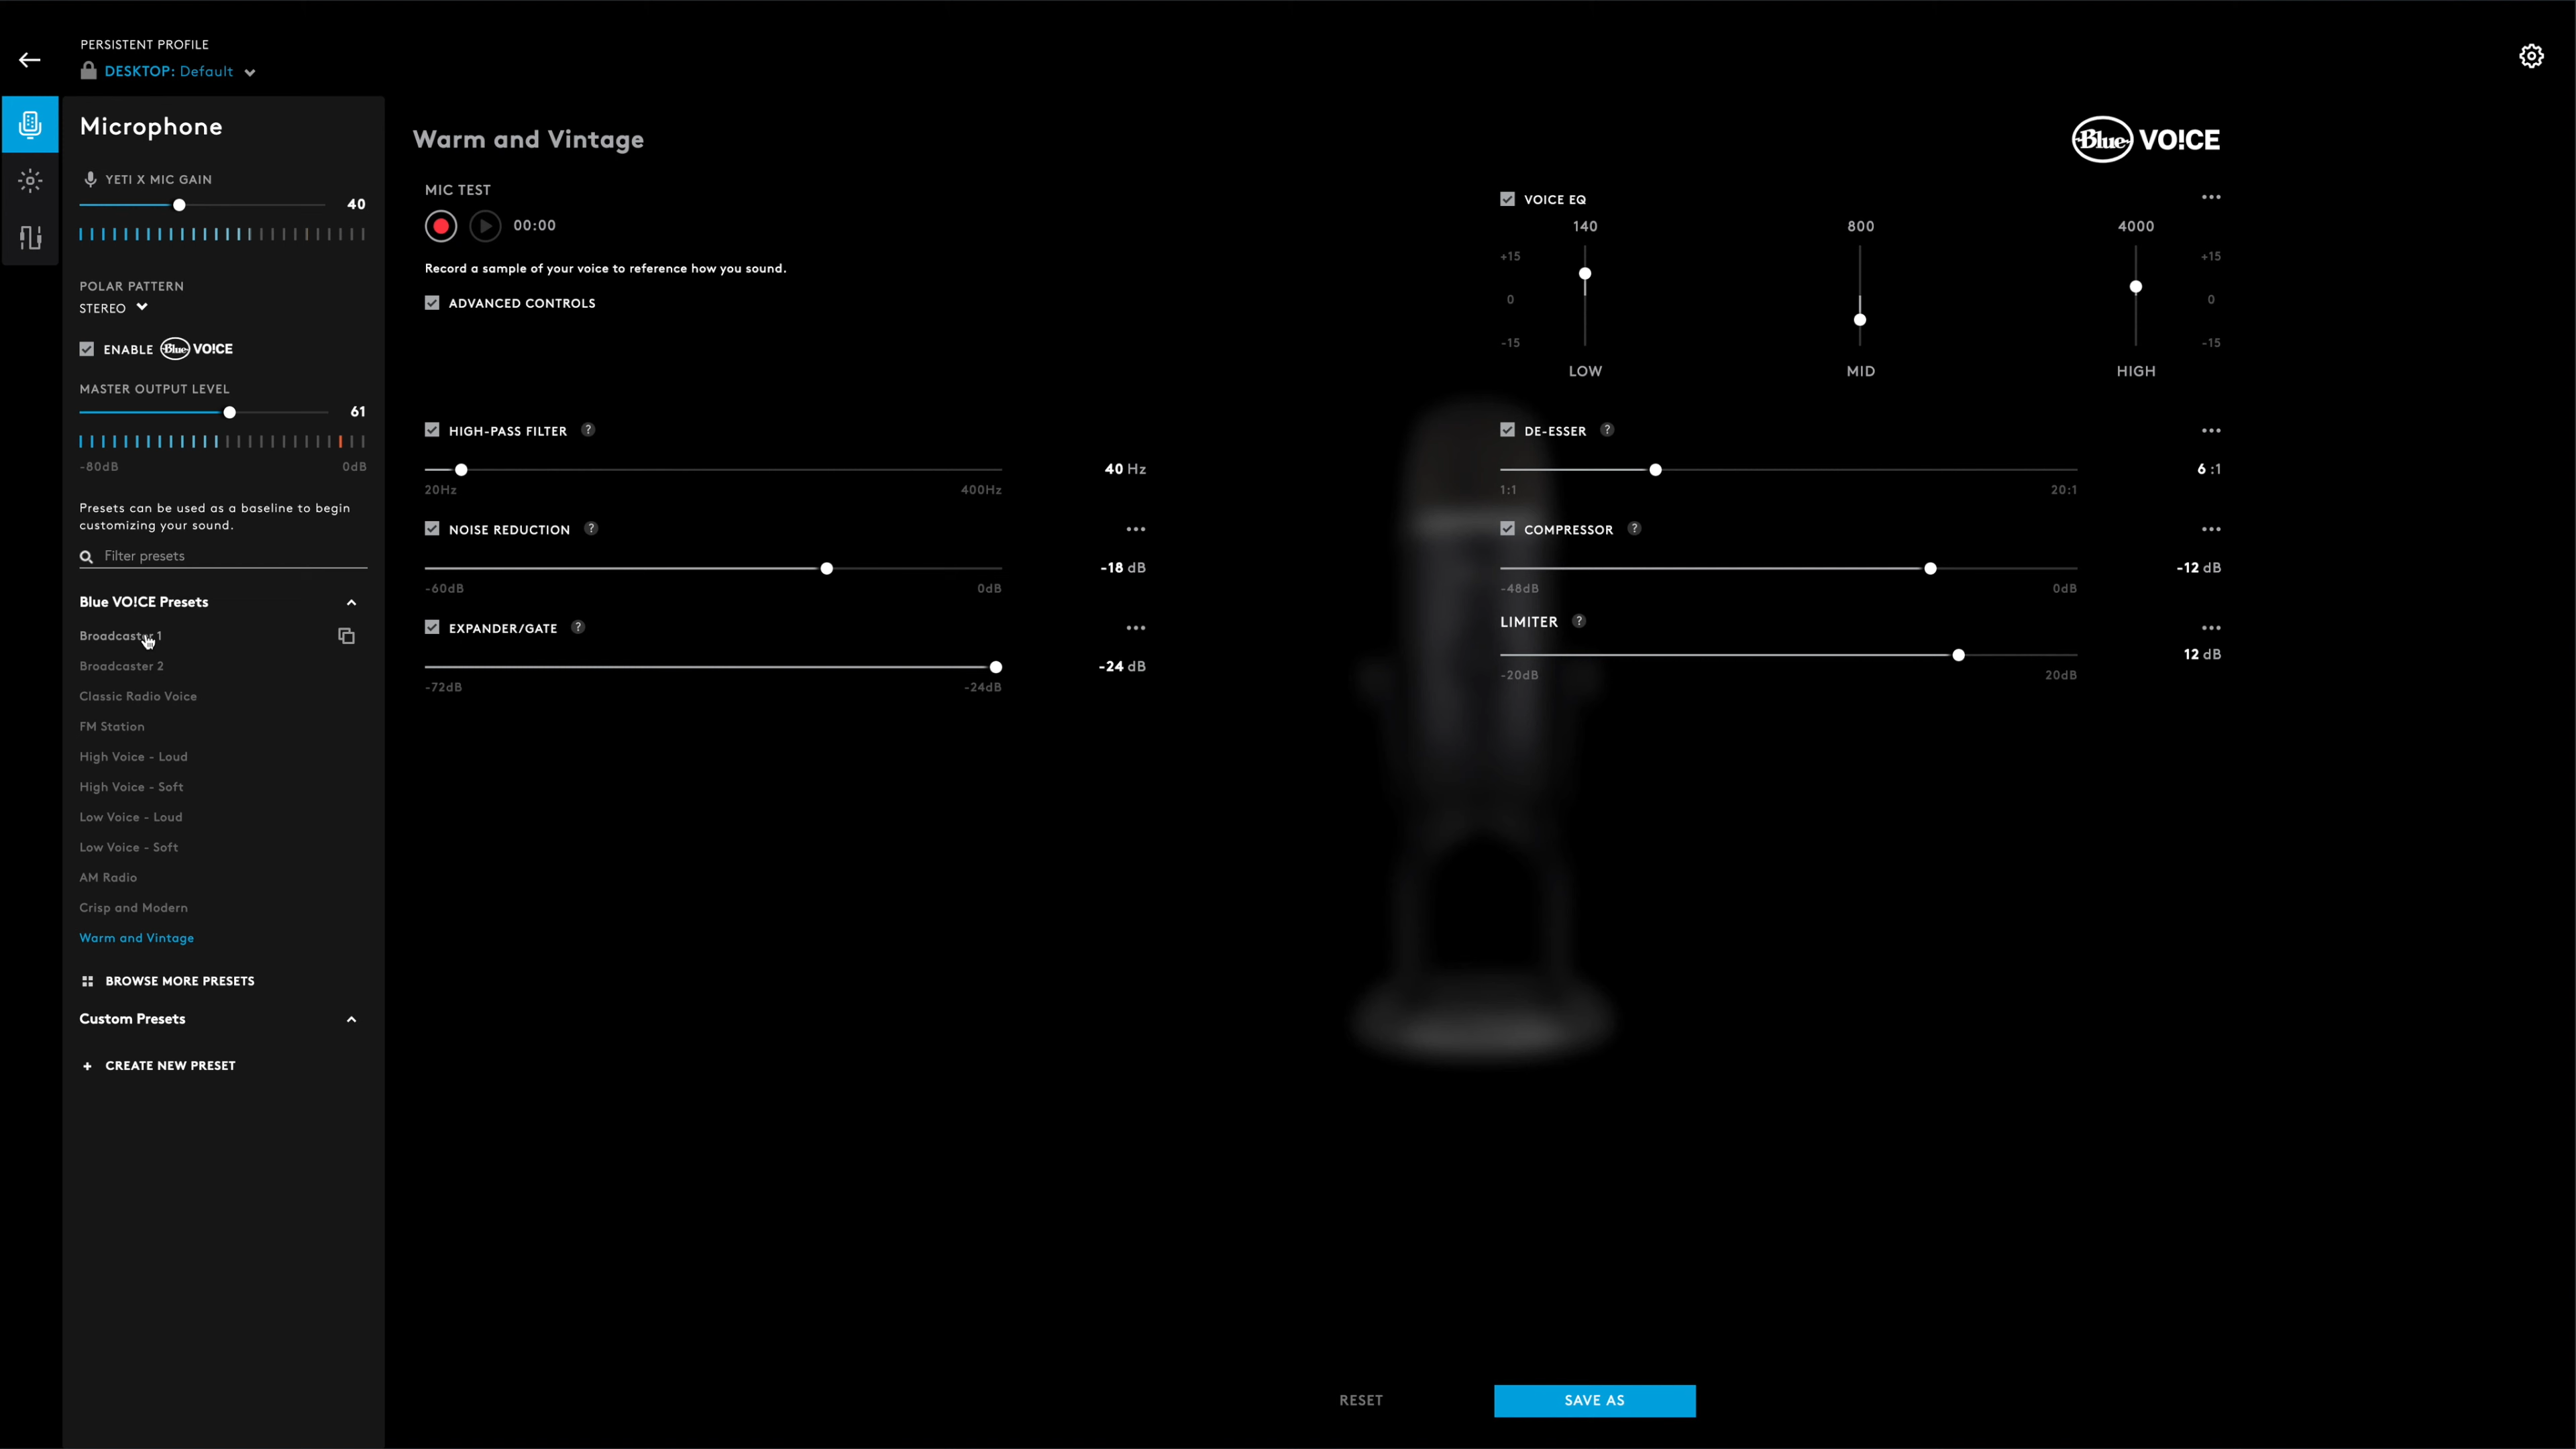 PERSISTENT PROFILE
DESKTOP: Default
Microphone
YETI X MIC GAIN
40
POLAR PATTERN
STEREO
ENABLE Blue VO!CE
MASTER OUTPUT LEVEL
61
-80dB 0dB
Presets can be used as a baseline to begin
customizing your sound.
Filter presets
Blue VO!CE Presets
Broadcaster 1
Broadcaster 2
Classic Radio Voice
FM Station
High Voice - Loud
High Voice - Soft
Low Voice - Loud
Low Voice - Soft
AM Radio
Crisp and Modern
Warm and Vintage
BROWSE MORE PRESETS
Custom Presets
+ CREATE NEW PRESET
Warm and Vintage
Blue VO!CE
MIC TEST
00:00
Record a sample of your voice to reference how you sound.
ADVANCED CONTROLS
HIGH-PASS FILTER ?
40 Hz
20Hz 400Hz
NOISE REDUCTION ?
-18 dB
-60dB 0dB
EXPANDER/GATE ?
-24 dB
-72dB -24dB
VOICE EQ
140 800 4000
+15 +15
0 0
-15 -15
LOW MID HIGH
DE-ESSER ?
6 :1
1:1 20:1
COMPRESSOR ?
-12 dB
-48dB 0dB
LIMITER ?
12 dB
-20dB 20dB
RESET
SAVE AS